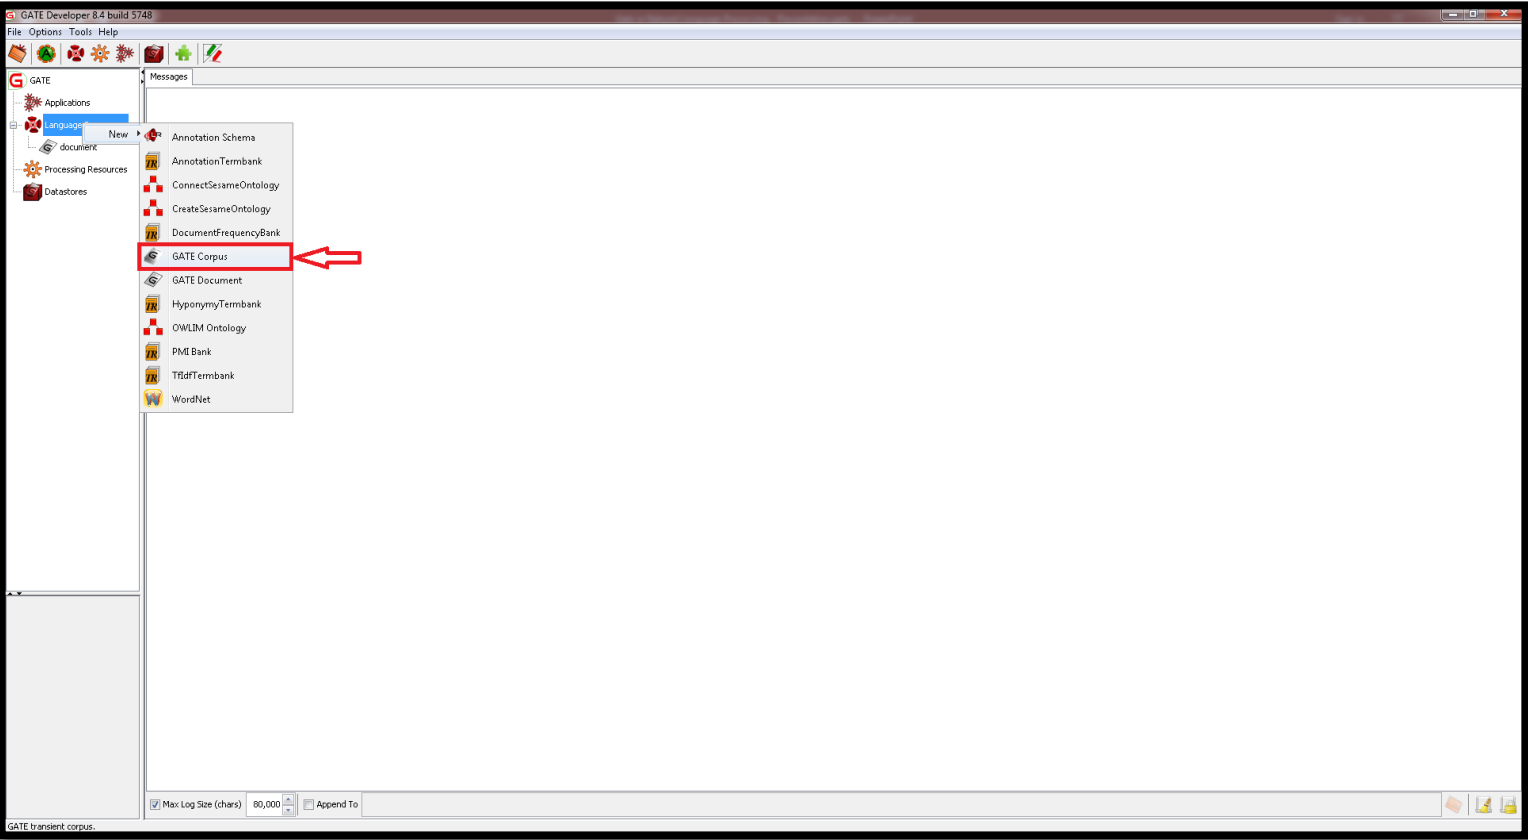 GATE Developer 8.4 build 5748
File Options Tools Help
GATE
Messages
Applications
Language
New
document
Processing Resources
Datastores
Annotation Schema
AnnotationTermbank
ConnectSesameOntology
CreateSesameOntology
DocumentFrequencyBank
GATE Corpus
GATE Document
HyponymyTermbank
OWLIM Ontology
PMI Bank
TfIdfTermbank
WordNet
Max Log Size (chars) 80,000 Append To
GATE transient corpus.